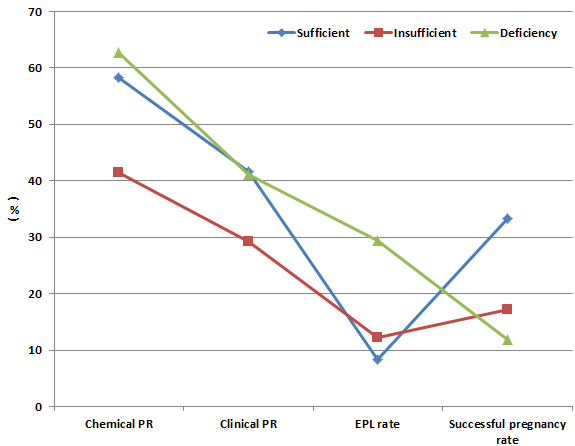 70
Sufficient Insufficient Deficiency
60
50
40
( % )
30
20
10
0
Chemical PR Clinical PR EPL rate Successful pregnancy
rate